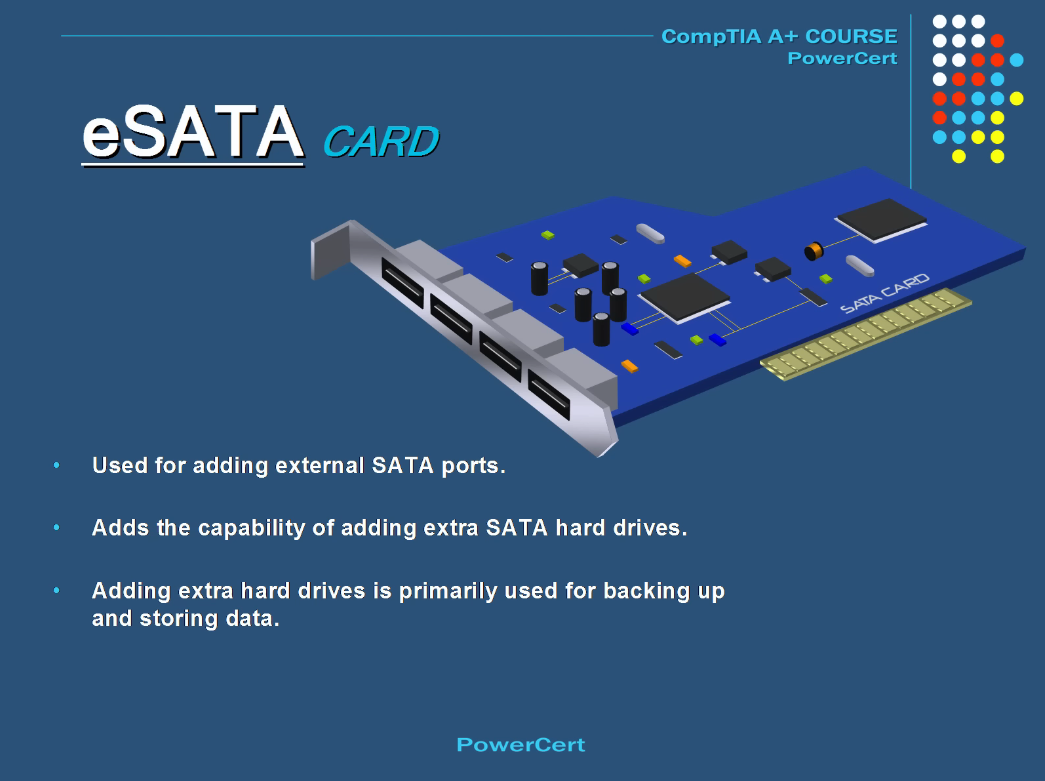 CompTIA A+ COURSE
PowerCert
eSATA CARD
SATA CARD
• Used for adding external SATA ports.
• Adds the capability of adding extra SATA hard drives.
• Adding extra hard drives is primarily used for backing up
and storing data.
PowerCert